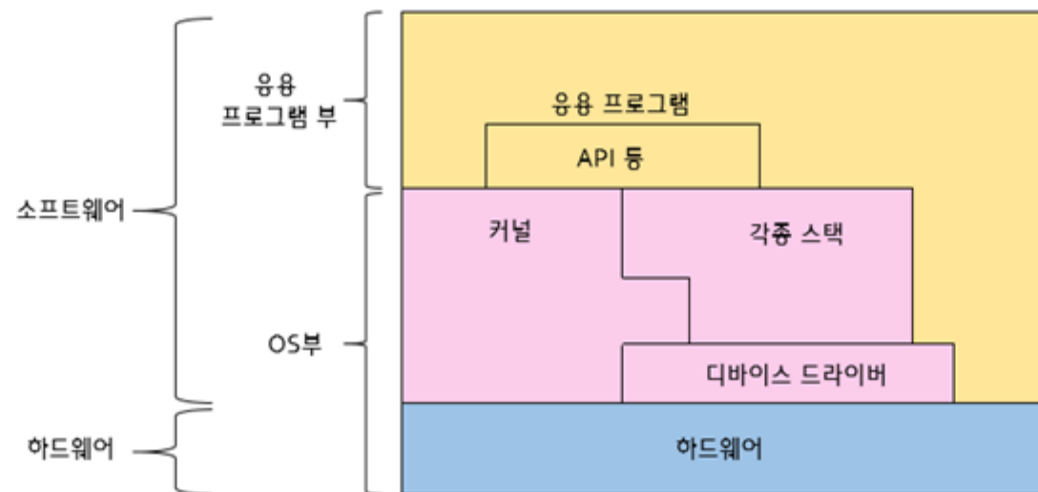 응용
프로그램 부
응용 프로그램
API 등
소프트웨어
커널
각종 스택
OS부
디바이스 드라이버
하드웨어
하드웨어